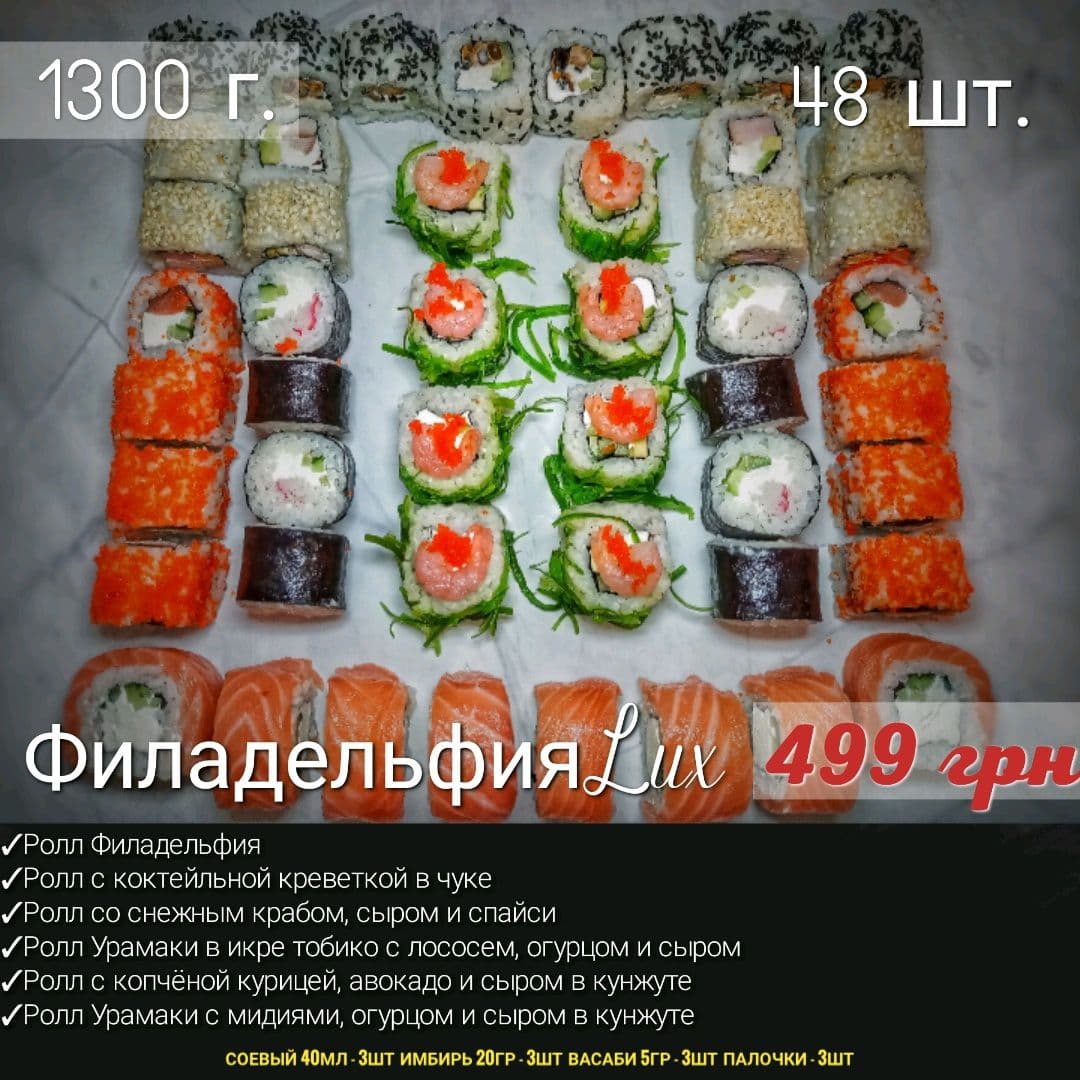 1300 г.
48 шт.
ФиладельфияLux
499 грн
✓Ролл Филадельфия
✓Ролл с коктейльной креветкой в чуке
✓Ролл со снежным крабом, сыром и спайси
✓Ролл Урамаки в икре тобико с лососем, огурцом и сыром
✓Ролл с копчёной курицей, авокадо и сыром в кунжуте
✓Ролл Урамаки с мидиями, огурцом и сыром в кунжуте
СОЕВЫЙ 40МЛ - 3ШТ ИМБИРЬ 20ГР - 3ШТ ВАСАБИ 5ГР - 3ШТ ПАЛОЧКИ - 3ШТ